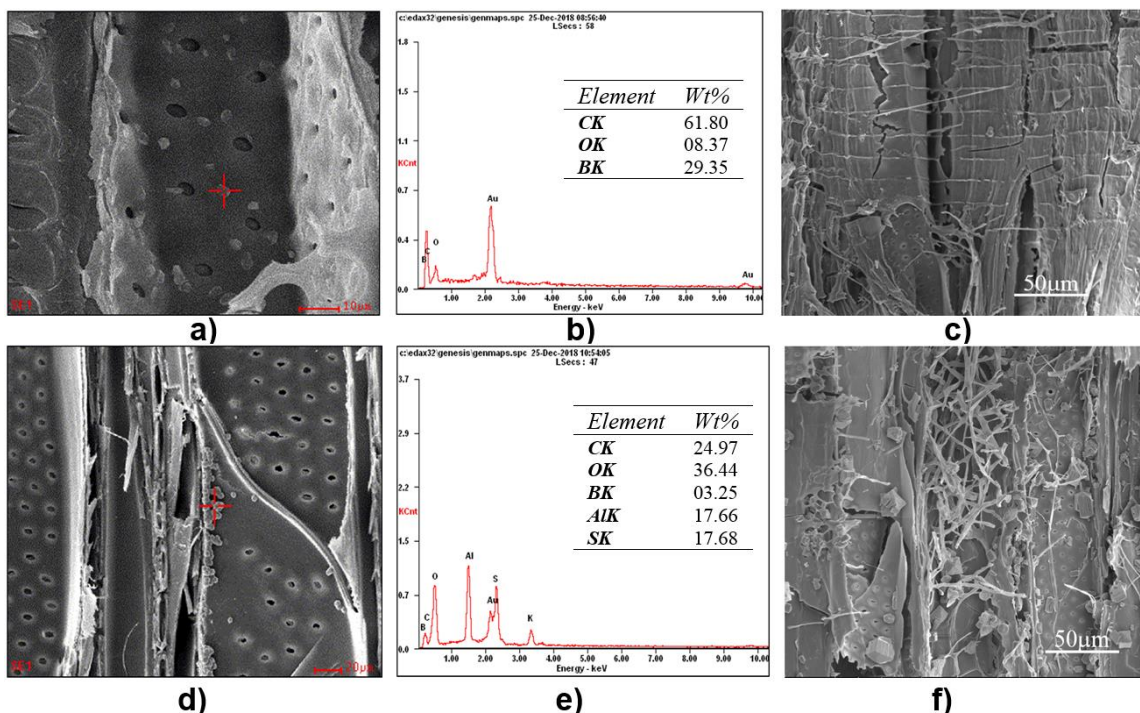 10µm
a)
c:\edax32\genesis\genmaps.spc 25-Dec-2018 08:56:40
LSecs : 58
1.8
1.5
1.1
KCnt
0.7
0.4
0.0
B
C
O
Au
Au
1.00 2.00 3.00 4.00 5.00 6.00 7.00 8.00 9.00 10.00
Energy - keV
Element Wt%
CK 61.80
OK 08.37
BK 29.35
b)
50µm
c)
20µm
d)
c:\edax32\genesis\genmaps.spc 25-Dec-2018 10:54:05
LSecs : 47
3.7
2.9
2.2
KCnt
1.5
0.7
0.0
B
C
O
Al
Au
S
K
1.00 2.00 3.00 4.00 5.00 6.00 7.00 8.00 9.00 10.00
Energy - keV
Element Wt%
CK 24.97
OK 36.44
BK 03.25
AlK 17.66
SK 17.68
e)
50µm
f)